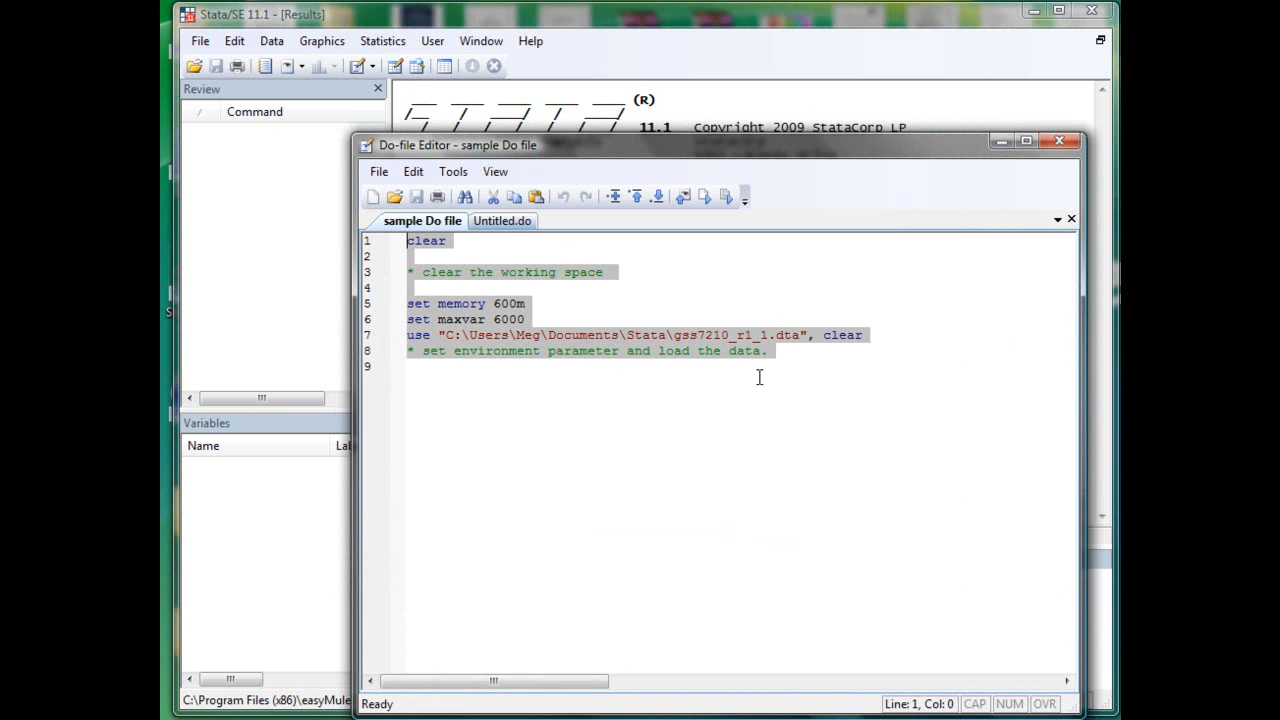 Stata/SE 11.1 - [Results]
File Edit Data Graphics Statistics User Window Help
Review
/ Command
(R)
11.1 Copyright 2009 StataCorp LP
Do-file Editor - sample Do file
File Edit Tools View
sample Do file Untitled.do
1 clear
2
3 * clear the working space
4
5 set memory 600m
6 set maxvar 6000
7 use "C:\Users\Meg\Documents\Stata\gss7210_r1_1.dta", clear
8 * set environment parameter and load the data.
9
Variables
Name Lal
C:\Program Files (x86)\easyMule
Ready Line: 1, Col: 0 CAP NUM OVR